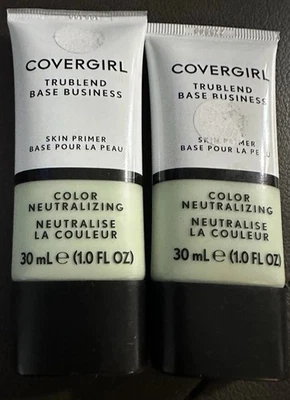 COVERGIRL
TRUBLEND
BASE BUSINESS
SKIN PRIMER
BASE POUR LA PEAU
COLOR
NEUTRALIZING
NEUTRALISE
LA COULEUR
30 mL ℮ (1.0 FL OZ)
COVERGIRL
TRUBLEND
BASE BUSINESS
SKIN PRIMER
BASE POUR LA PEAU
COLOR
NEUTRALIZING
NEUTRALISE
LA COULEUR
30 mL ℮ (1.0 FL OZ)